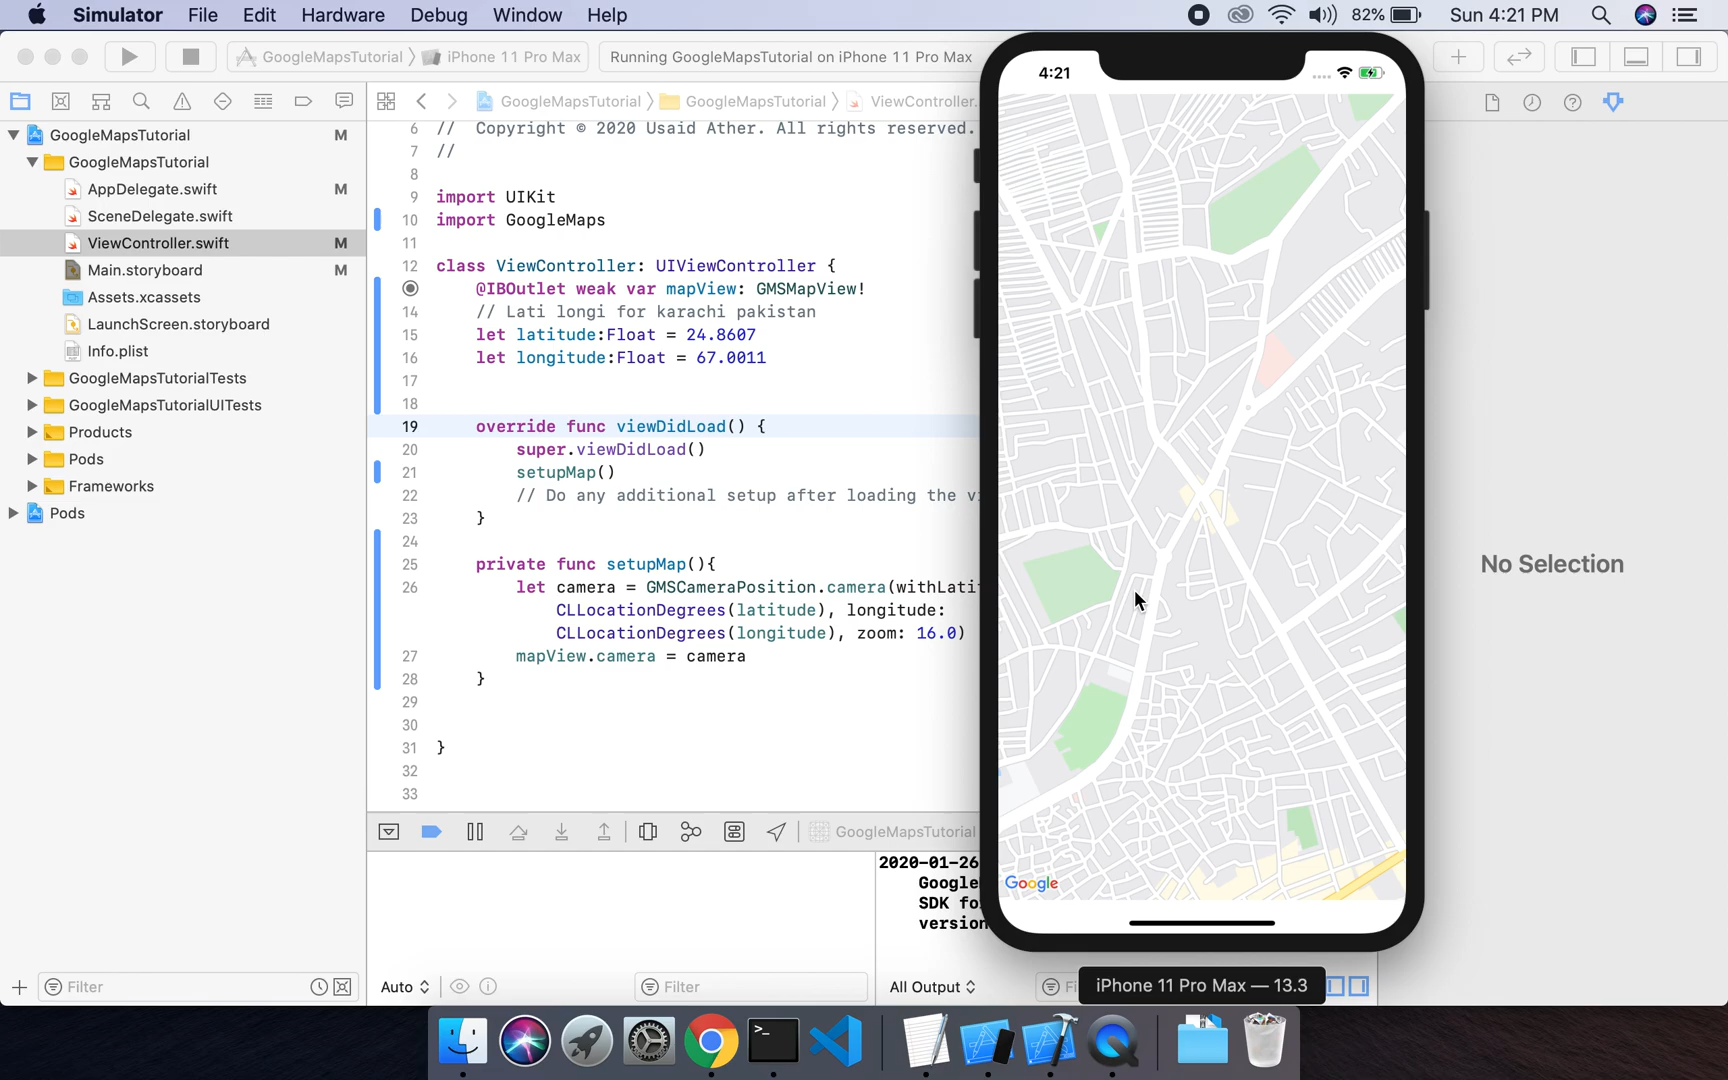 Simulator File Edit Hardware Debug Window Help 82% Sun 4:21 PM
GoogleMapsTutorial iPhone 11 Pro Max Running GoogleMapsTutorial on iPhone 11 Pro Max
GoogleMapsTutorial GoogleMapsTutorial ViewController.
GoogleMapsTutorial M
GoogleMapsTutorial
AppDelegate.swift M
SceneDelegate.swift
ViewController.swift M
Main.storyboard M
Assets.xcassets
LaunchScreen.storyboard
Info.plist
GoogleMapsTutorialTests
GoogleMapsTutorialUITests
Products
Pods
Frameworks
Pods
Filter
6 // Copyright © 2020 Usaid Ather. All rights reserved.
7 //
8
9 import UIKit
10 import GoogleMaps
11
12 class ViewController: UIViewController {
@IBOutlet weak var mapView: GMSMapView!
14 // Lati longi for karachi pakistan
15 let latitude:Float = 24.8607
16 let longitude:Float = 67.0011
17
18
19 override func viewDidLoad() {
20 super.viewDidLoad()
21 setupMap()
22 // Do any additional setup after loading the
23 }
24
25 private func setupMap(){
26 let camera = GMSCameraPosition.camera(withLati
CLLocationDegrees(latitude), longitude:
CLLocationDegrees(longitude), zoom: 16.0)
27 mapView.camera = camera
28 }
29
30
31 }
32
33
GoogleMapsTutorial
2020-01-26
Google
SDK
version
Auto Filter All Output
4:21
Google
iPhone 11 Pro Max — 13.3
No Selection